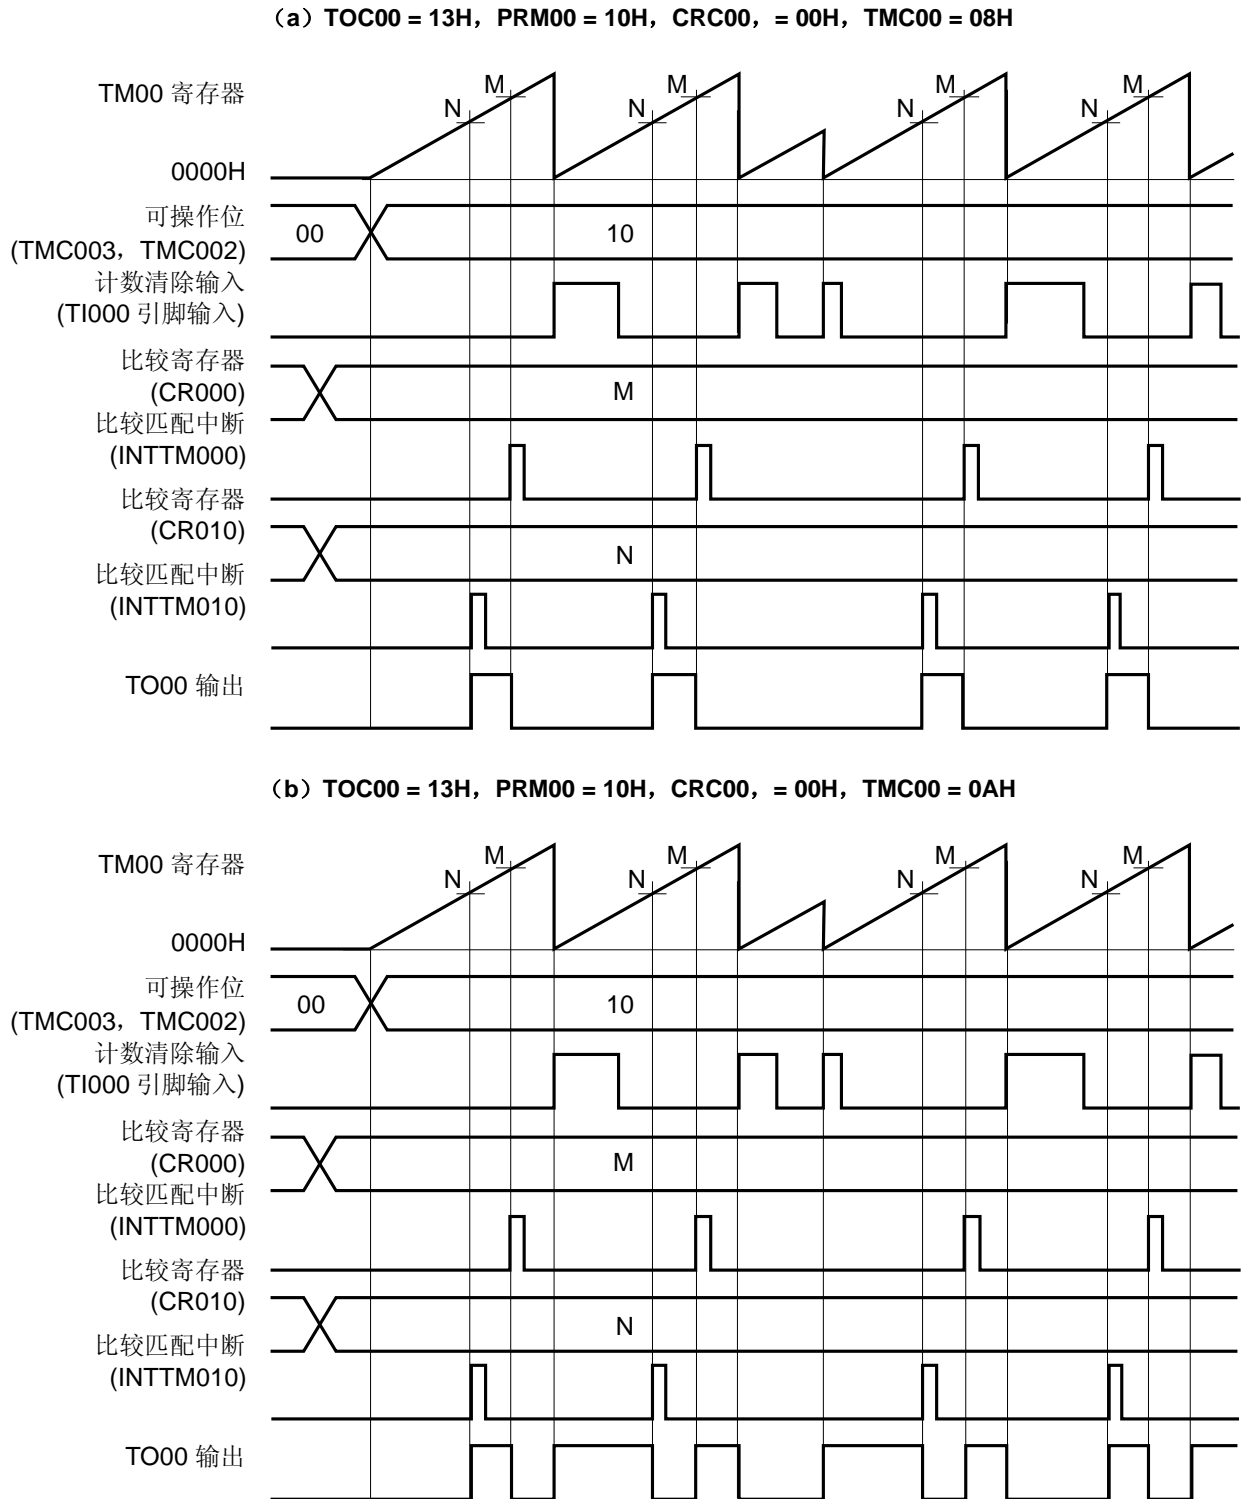 （a）TOC00 = 13H，PRM00 = 10H，CRC00，= 00H，TMC00 = 08H
TM00 寄存器
N M N M N M N M
0000H
可操作位
(TMC003，TMC002)
00 10
计数清除输入
(TI000 引脚输入)
比较寄存器
(CR000)
M
比较匹配中断
(INTTM000)
比较寄存器
(CR010)
N
比较匹配中断
(INTTM010)
TO00 输出
（b）TOC00 = 13H，PRM00 = 10H，CRC00，= 00H，TMC00 = 0AH
TM00 寄存器
N M N M N M N M
0000H
可操作位
(TMC003，TMC002)
00 10
计数清除输入
(TI000 引脚输入)
比较寄存器
(CR000)
M
比较匹配中断
(INTTM000)
比较寄存器
(CR010)
N
比较匹配中断
(INTTM010)
TO00 输出